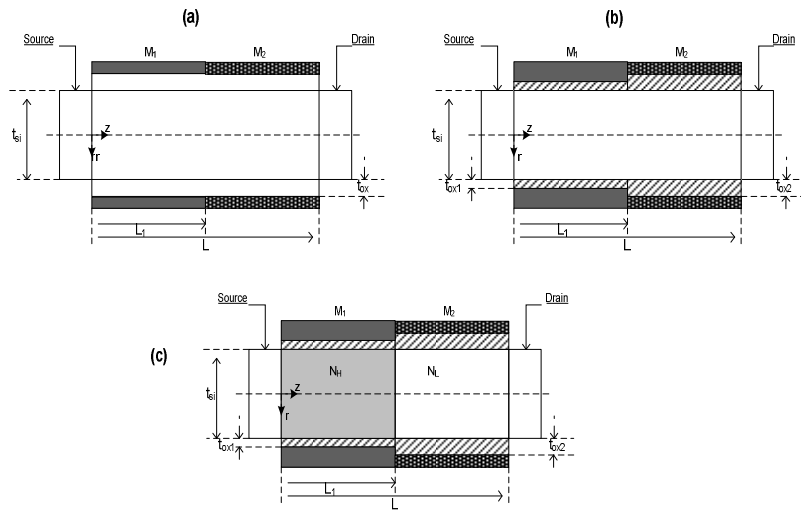 (a)
Source
M1
M2
Drain
tsi
z
rr
tox
L1
L
(b)
Source
M1
M2
Drain
tsi
z
r
tox1
tox2
L1
L
(c)
Source
M1
M2
Drain
NH
NL
tsi
z
r
tox1
tox2
L1
L